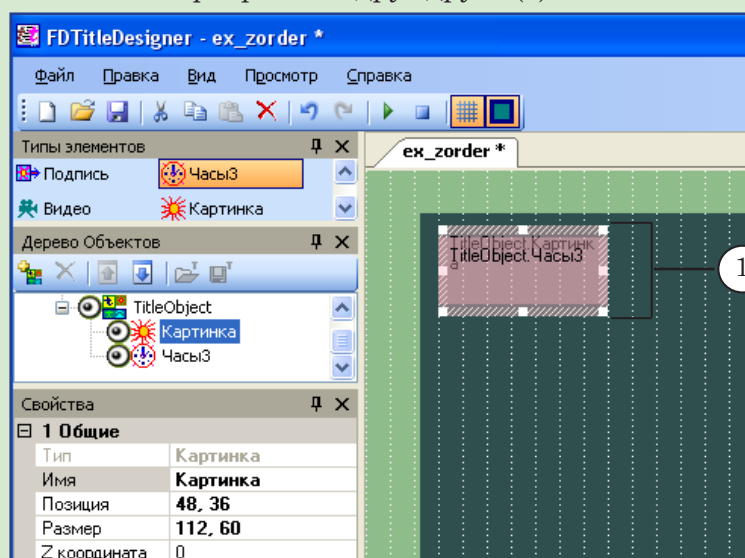 FDTitleDesigner - ex_zorder *
Файл Правка Вид Просмотр Справка
Типы элементов
ex_zorder *
Подпись Часы3
Видео Картинка
Дерево Объектов
TitleObject.Картинк
а
TitleObject.Часы3
1
TitleObject
Картинка
Часы3
Свойства
1 Общие
Тип Картинка
Имя Картинка
Позиция 48, 36
Размер 112, 60
Z координата 0